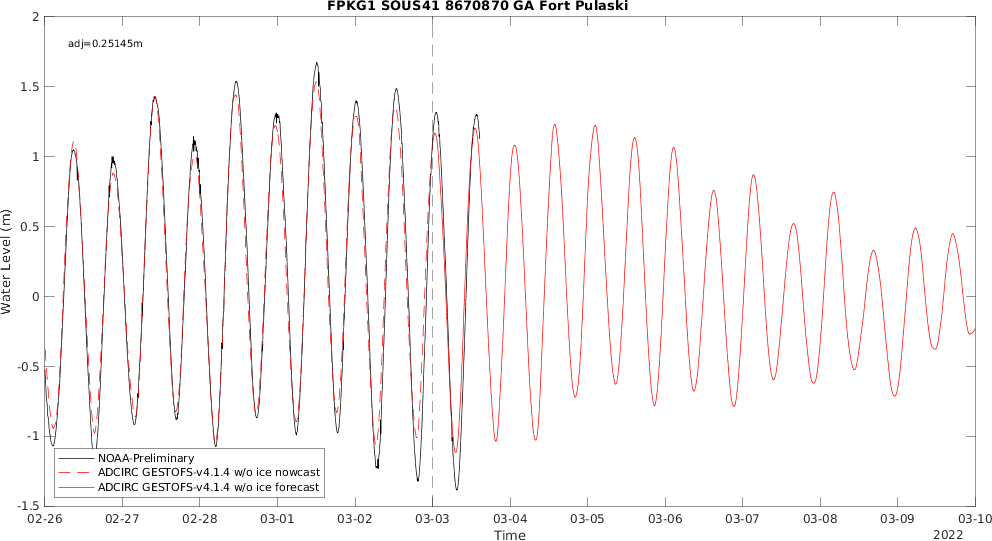 FPKG1 SOUS41 8670870 GA Fort Pulaski
adj=0.25145m
2
1.5
1
0.5
0
-0.5
-1
-1.5
Water Level (m)
NOAA-Preliminary
ADCIRC GESTOFS-v4.1.4 w/o ice nowcast
ADCIRC GESTOFS-v4.1.4 w/o ice forecast
02-26 02-27 02-28 03-01 03-02 03-03 03-04 03-05 03-06 03-07 03-08 03-09 03-10
Time
2022